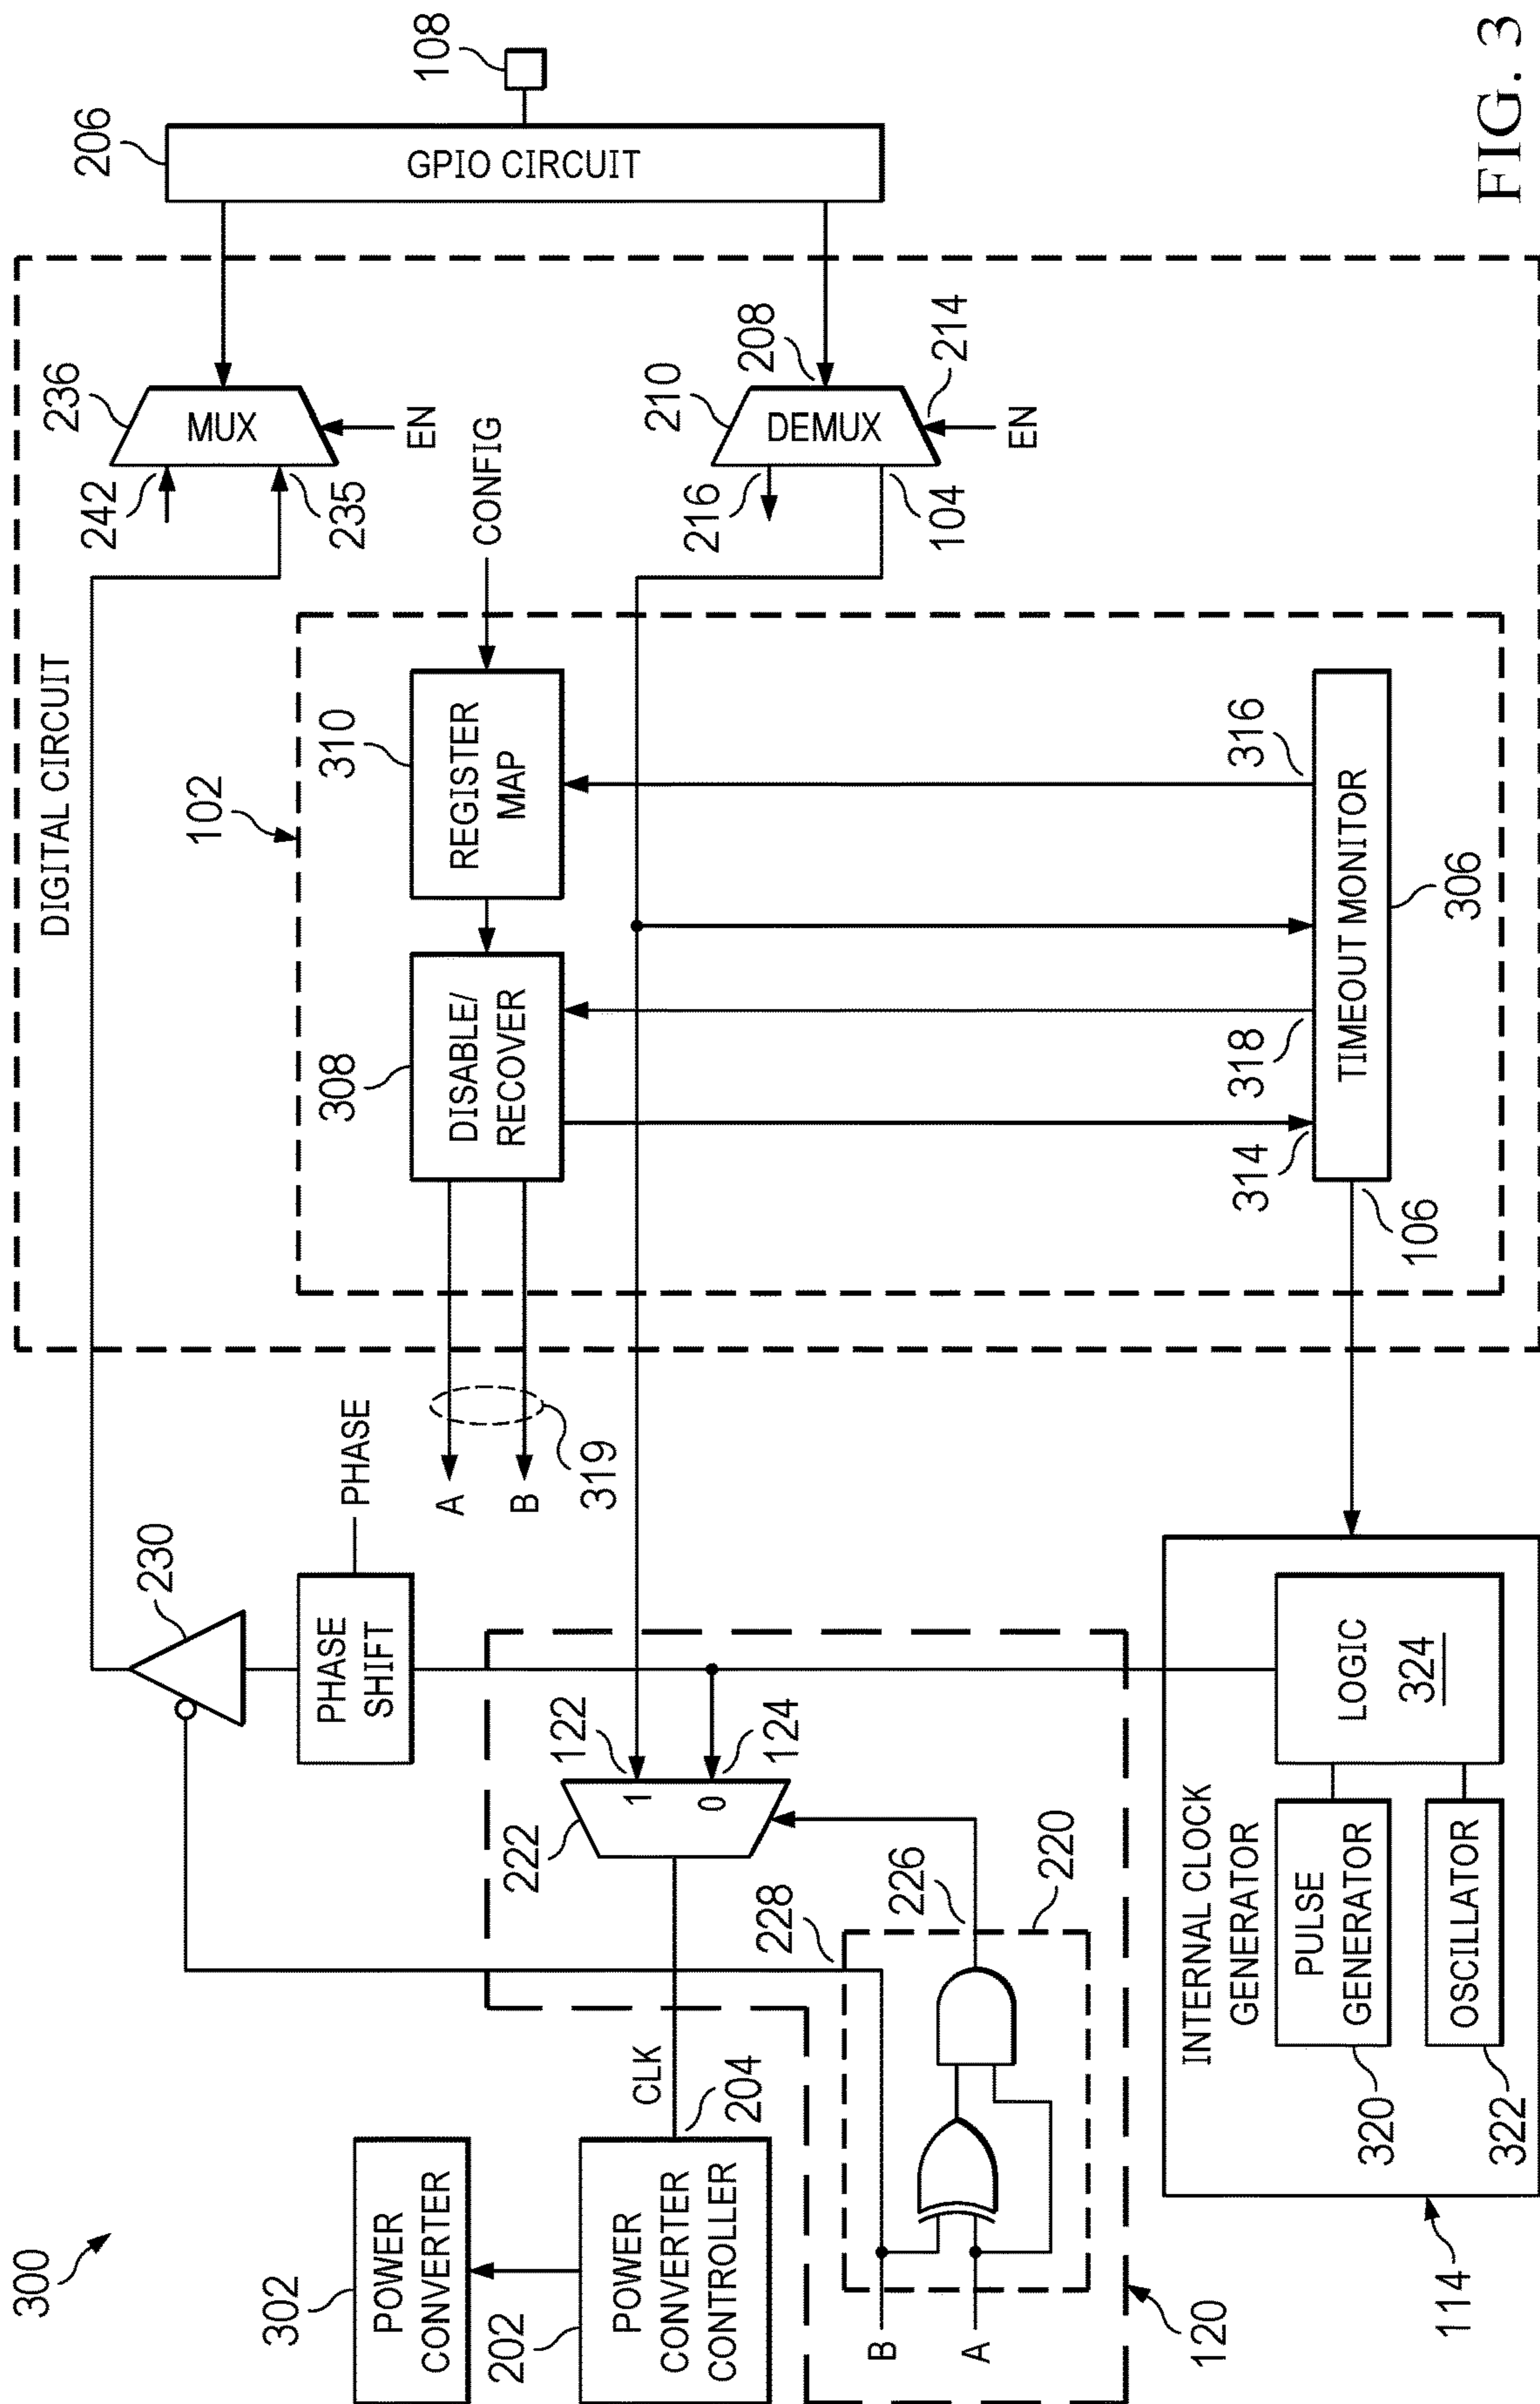 300
302
POWER
CONVERTER
202
POWER
CONVERTER
CONTROLLER
204
CLK
B
A
120
228
226
220
222
1
0
122
124
230
PHASE
SHIFT
PHASE
A
B
319
INTERNAL CLOCK
GENERATOR
PULSE
GENERATOR
320
OSCILLATOR
322
LOGIC
324
114
DIGITAL CIRCUIT
102
308
DISABLE/
RECOVER
310
REGISTER
MAP
CONFIG
106
314
318
316
TIMEOUT MONITOR
306
242
235
236
MUX
EN
216
104
210
DEMUX
208
214
EN
206
GPIO CIRCUIT
108
FIG. 3